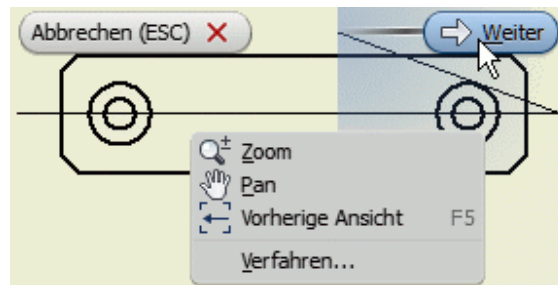 Abbrechen (ESC)
Weiter
Zoom
Pan
Vorherige Ansicht F5
Verfahren...